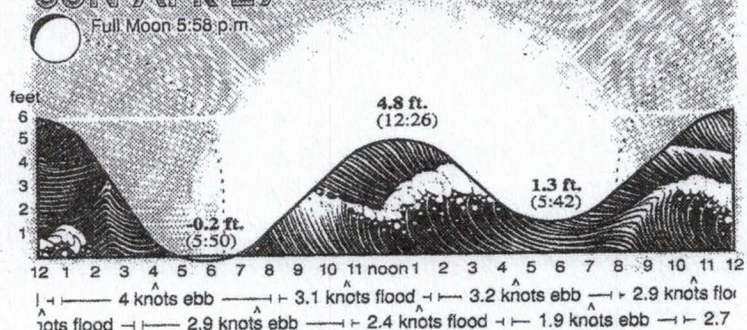 SUN APR 27
Full Moon 5:58 p.m.
feet
6
5
4
3
2
1
4.8 ft.
(12:26)
1.3 ft.
(5:42)
-0.2 ft.
(5:50)
12 1 2 3 4 5 6 7 8 9 10 11 noon 1 2 3 4 5 6 7 8 9 10 11 12
4 knots ebb 3.1 knots flood 3.2 knots ebb 2.9 knots
flood 2.9 knots ebb 2.4 knots flood 1.9 knots ebb 2.7